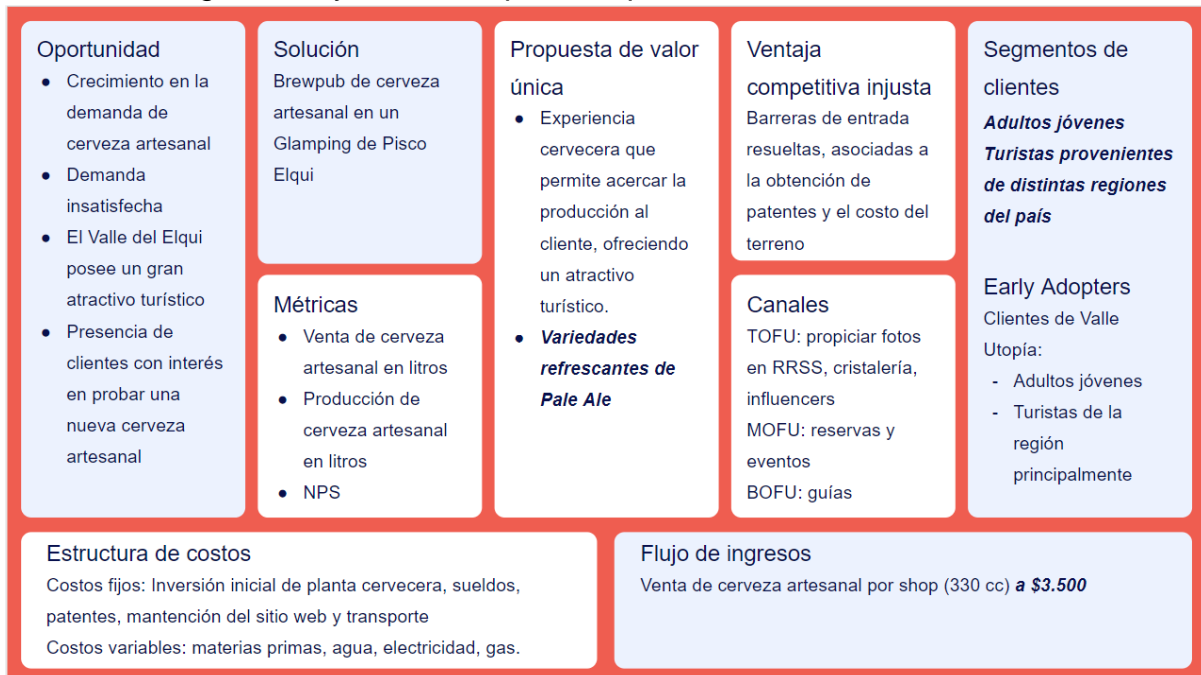 Oportunidad
● Crecimiento en la
demanda de
cerveza artesanal
● Demanda
insatisfecha
● El Valle del Elqui
posee un gran
atractivo turístico
● Presencia de
clientes con interés
en probar una
nueva cerveza
artesanal
Solución
Brewpub de cerveza
artesanal en un
Glamping de Pisco
Elqui
Métricas
● Venta de cerveza
artesanal en litros
● Producción de
cerveza artesanal
en litros
● NPS
Propuesta de valor
única
● Experiencia
cervecera que
permite acercar la
producción al
cliente, ofreciendo
un atractivo
turístico.
● Variedades
refrescantes de
Pale Ale
Ventaja
competitiva injusta
Barreras de entrada
resueltas, asociadas a
la obtención de
patentes y el costo del
terreno
Canales
TOFU: propiciar fotos
en RRSS, cristalería,
influencers
MOFU: reservas y
eventos
BOFU: guías
Segmentos de
clientes
Adultos jóvenes
Turistas provenientes
de distintas regiones
del país
Early Adopters
Clientes de Valle
Utopía:
- Adultos jóvenes
- Turistas de la
región
principalmente
Estructura de costos
Costos fijos: Inversión inicial de planta cervecera, sueldos,
patentes, mantención del sitio web y transporte
Costos variables: materias primas, agua, electricidad, gas.
Flujo de ingresos
Venta de cerveza artesanal por shop (330 cc) a $3.500